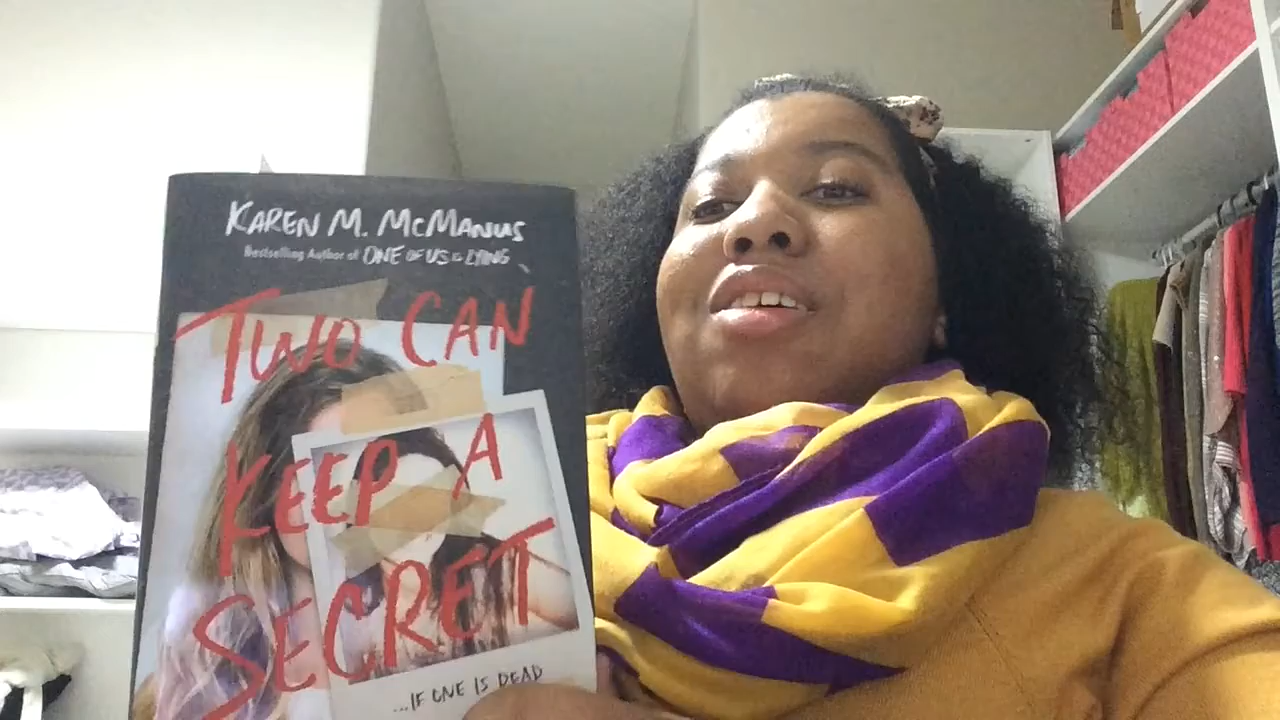 KAREN M. MCMANUS
Bestselling Author of ONE OF US IS LYING
TWO CAN
KEEP A
SECRET
...IF ONE IS DEAD